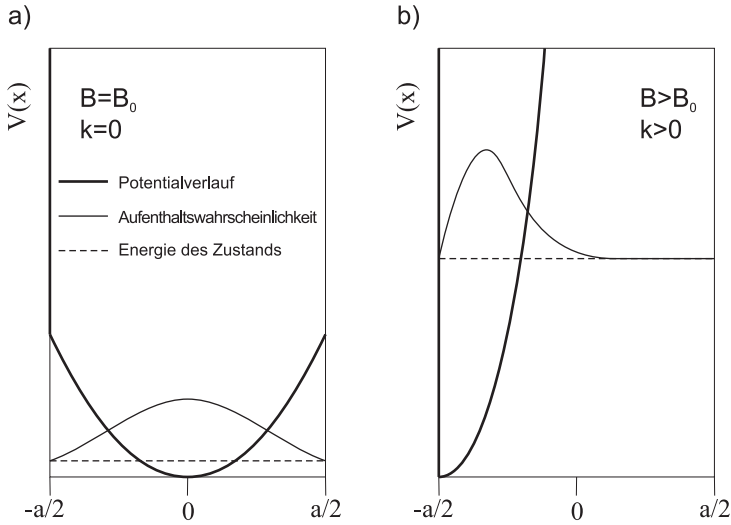 a)
V(x)
B=B₀
k=0
Potentialverlauf
Aufenthaltswahrscheinlichkeit
Energie des Zustands
-a/2
0
a/2
b)
V(x)
B>B₀
k>0
-a/2
0
a/2